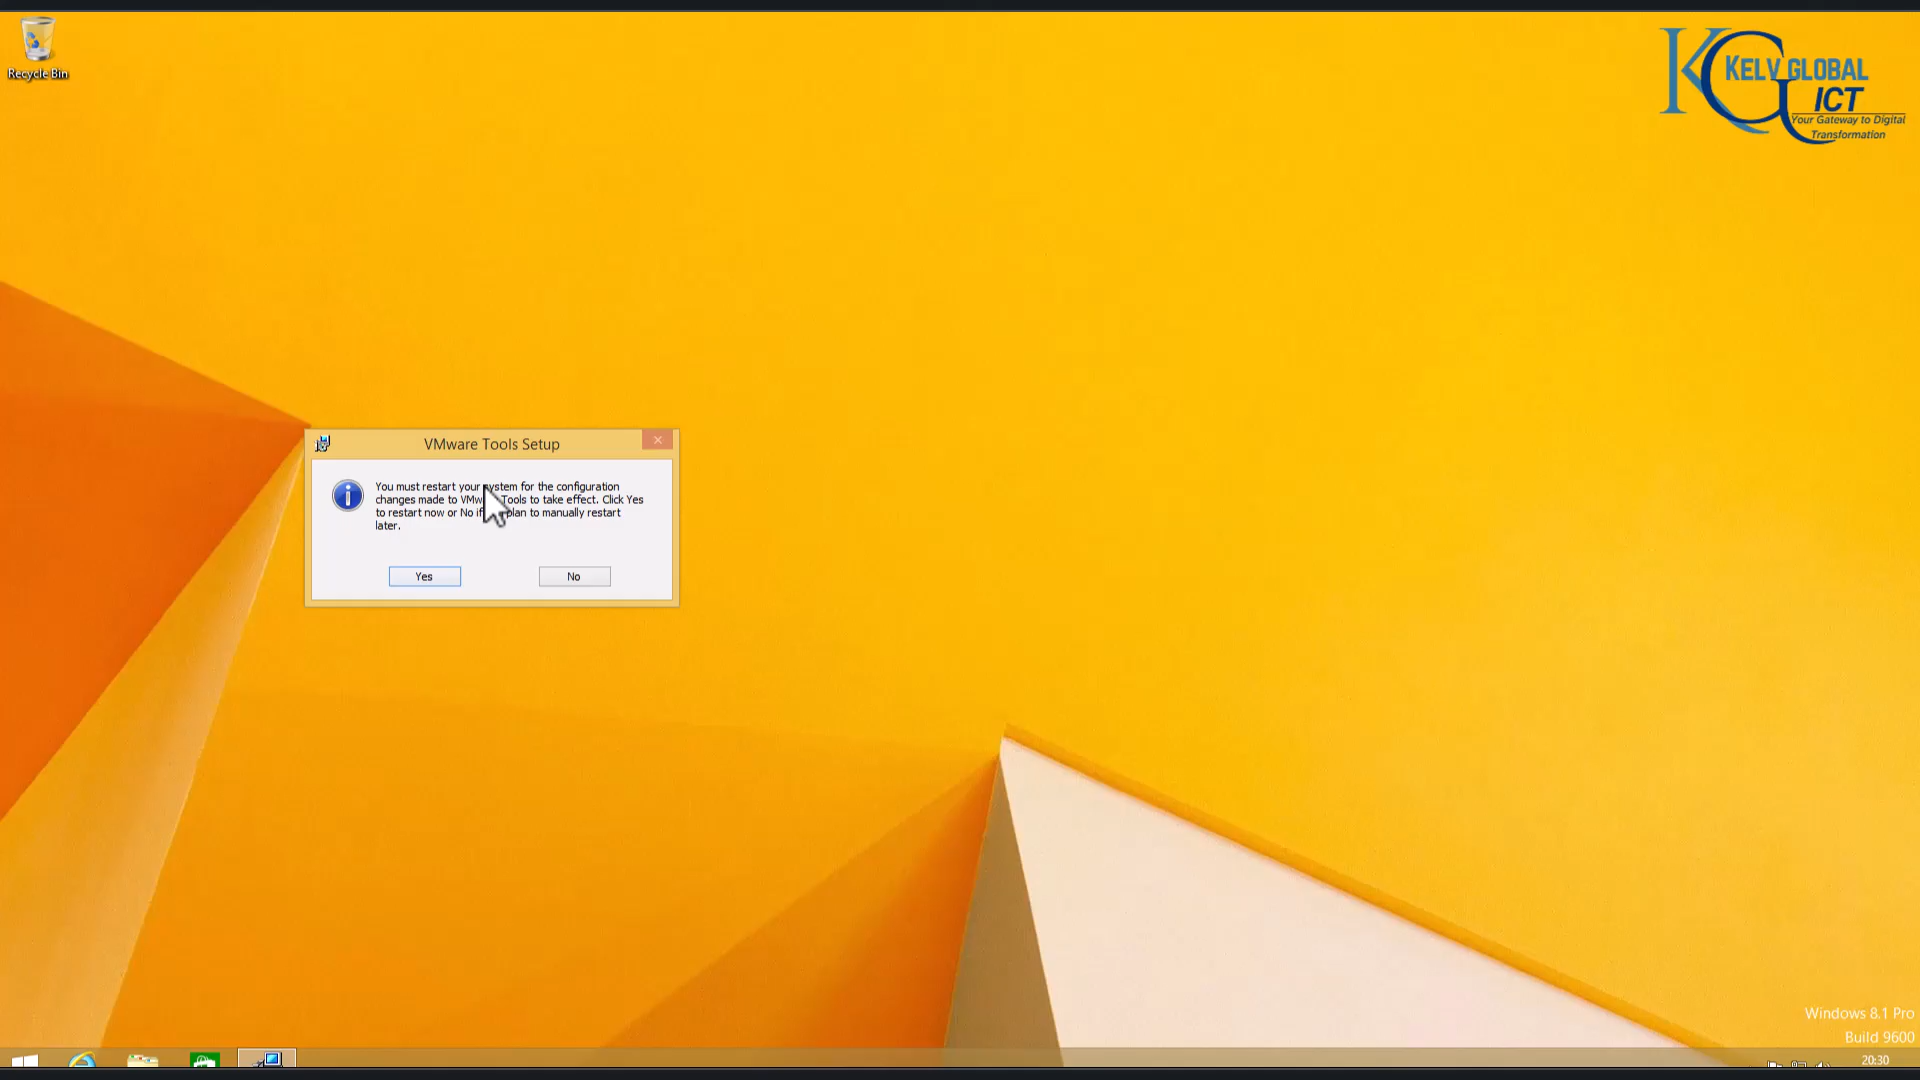 Recycle Bin
KELV GLOBAL
ICT
Your Gateway to Digital
Transformation
VMware Tools Setup
You must restart your system for the configuration
changes made to VMw Tools to take effect. Click Yes
to restart now or No if plan to manually restart
later.
Yes
No
Windows 8.1 Pro
Build 9600
20:30